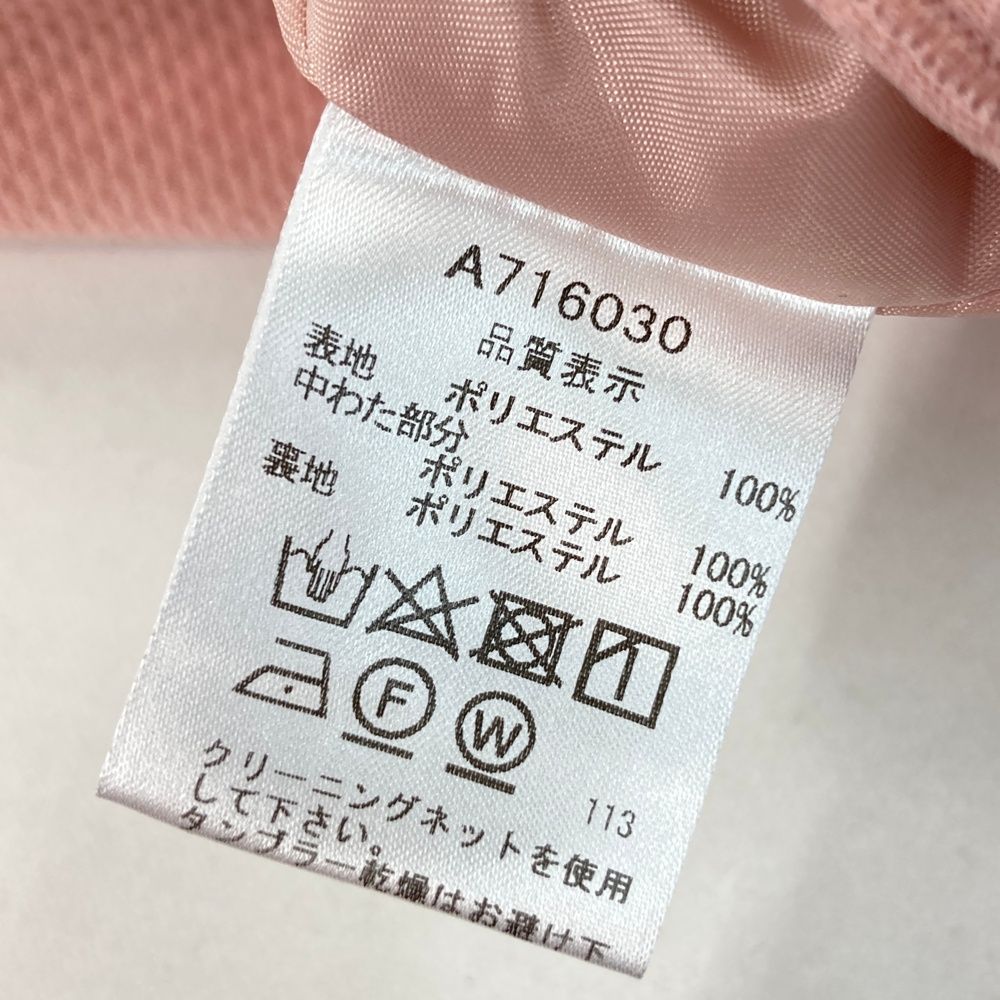 A716030
品質表示
表地 ポリエステル 100%
中わた部分
ポリエステル 100%
裏地 ポリエステル 100%
F W
113
クリーニングネットを使用
して下さい。
タンブラー乾燥はお避け下